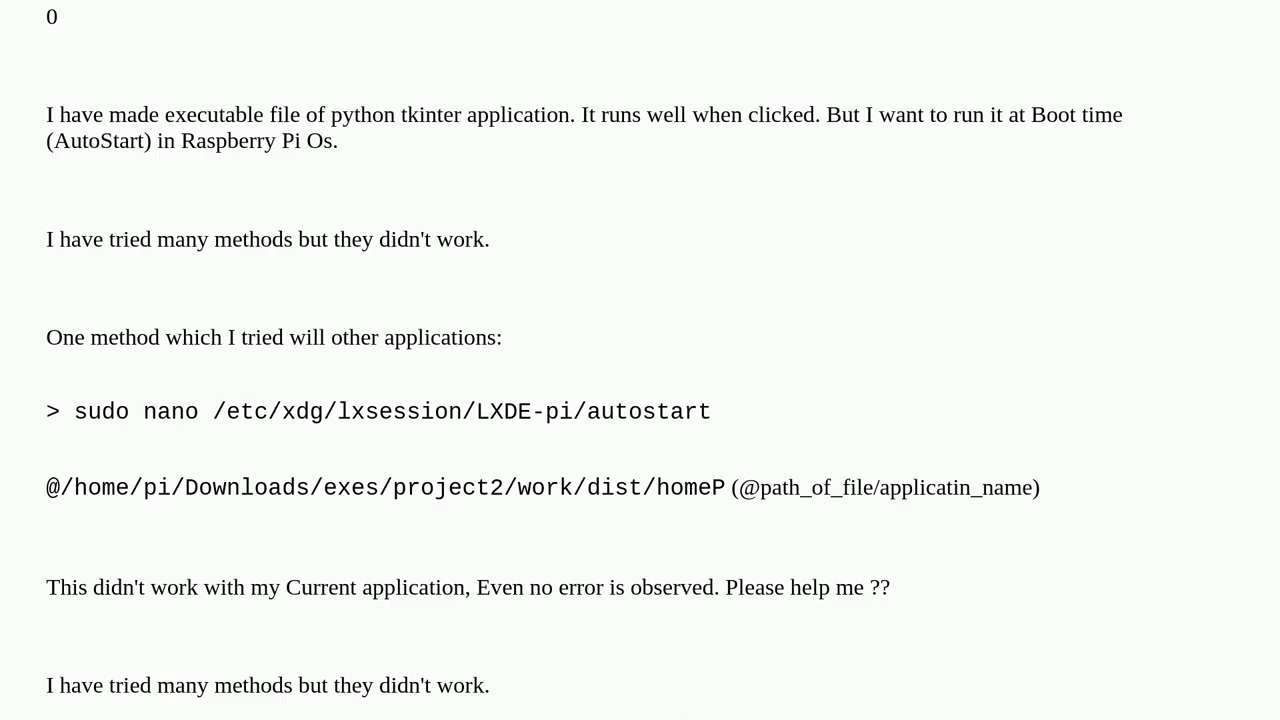 0
I have made executable file of python tkinter application. It runs well when clicked. But I want to run it at Boot time
(AutoStart) in Raspberry Pi Os.
I have tried many methods but they didn't work.
One method which I tried will other applications:
> sudo nano /etc/xdg/lxsession/LXDE-pi/autostart
@/home/pi/Downloads/exes/project2/work/dist/homeP (@path_of_file/applicatin_name)
This didn't work with my Current application, Even no error is observed. Please help me ??
I have tried many methods but they didn't work.